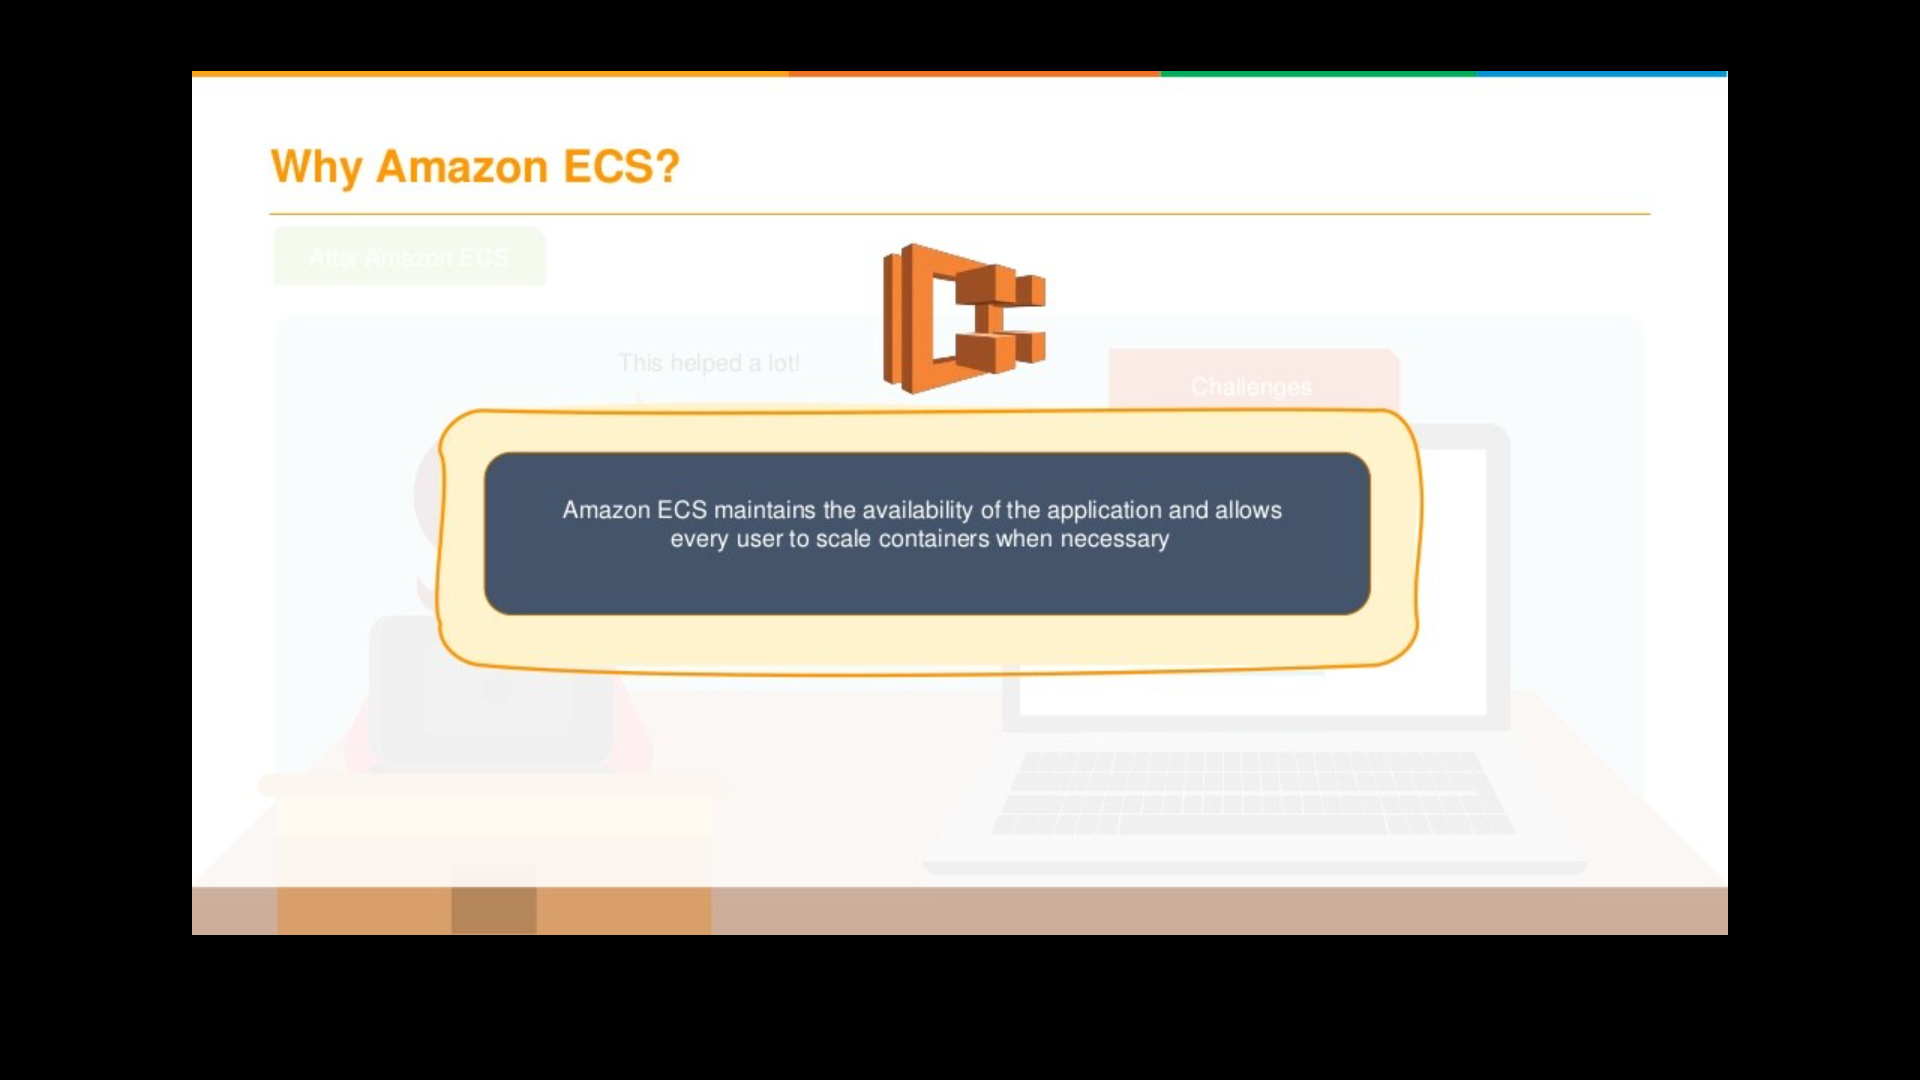 Why Amazon ECS?
After Amazon ECS
This helped a lot!
Challenges
Amazon ECS maintains the availability of the application and allows
every user to scale containers when necessary